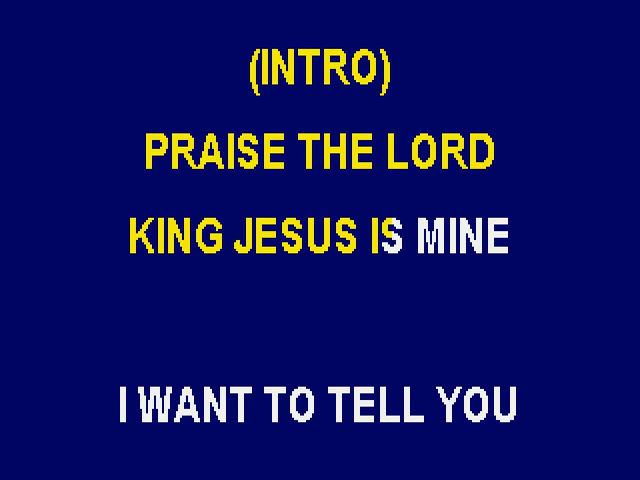 (INTRO)
PRAISE THE LORD
KING JESUS IS MINE
I WANT TO TELL YOU